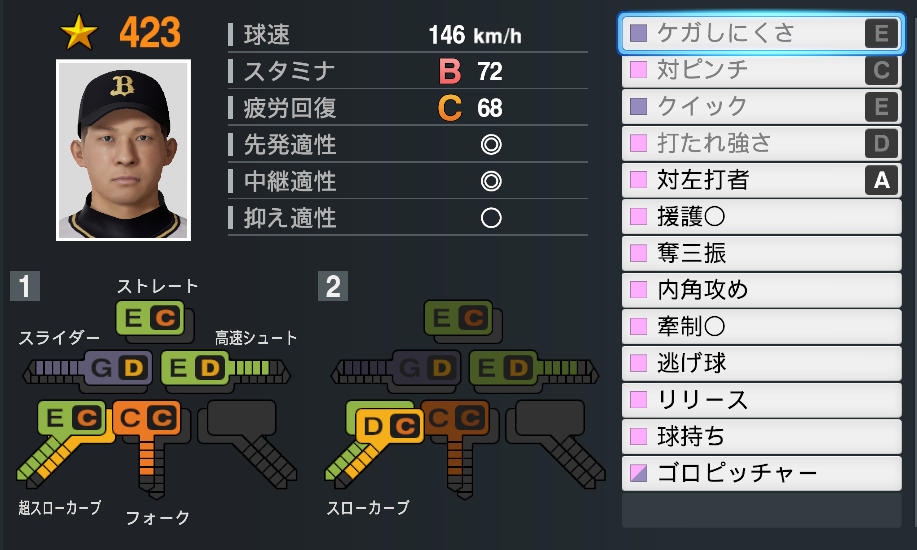 423
B
球速 146 km/h
スタミナ B 72
疲労回復 C 68
先発適性 ◎
中継適性 ◎
抑え適性 ○
ケガしにくさ E
対ピンチ C
クイック E
打たれ強さ D
対左打者 A
援護○
奪三振
内角攻め
牽制○
逃げ球
リリース
球持ち
ゴロピッチャー
1
ストレート
E C
スライダー
高速シュート
G D
E D
E C
C C
超スローカーブ
フォーク
2
E C
G D
E D
D C
C C
スローカーブ